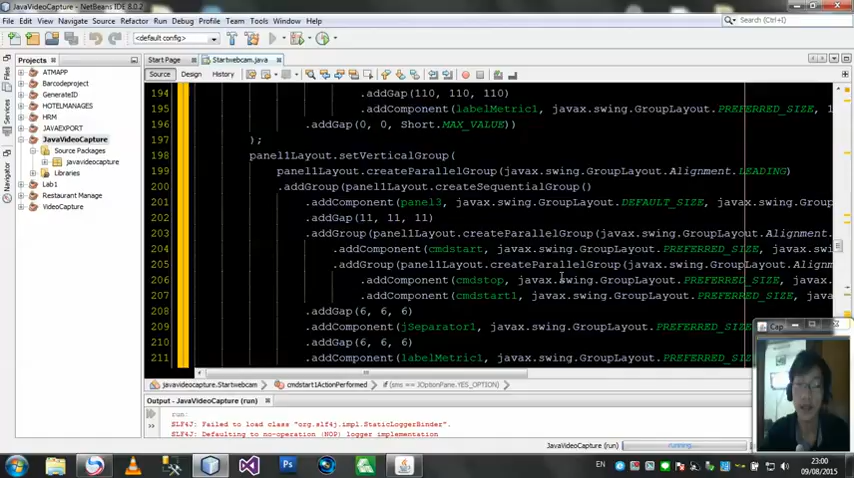 JavaVideoCapture - NetBeans IDE 8.0.2
File Edit View Navigate Source Refactor Run Debug Profile Team Tools Window Help
Search (Ctrl+I)
<default config>
Projects
Start Page
Startwebcam.java
Source Design History
Files
Services
Navigator
ATMAPP
Barcodeproject
GenerateID
HOTELMANAGES
HRM
JAVAEXPORT
JavaVideoCapture
Source Packages
javavideocapture
Libraries
Lab1
Restaurant Manage
VideoCapture
194 .addGap(110, 110, 110)
195 .addComponent(labelMetric1, javax.swing.GroupLayout.PREFERRED_SIZE, 1
196 .addGap(0, 0, Short.MAX_VALUE))
197 );
198 panel1Layout.setVerticalGroup(
199 panel1Layout.createParallelGroup(javax.swing.GroupLayout.Alignment.LEADING)
200 .addGroup(panel1Layout.createSequentialGroup()
201 .addComponent(panel3, javax.swing.GroupLayout.DEFAULT_SIZE, javax.swing.Grou
202 .addGap(11, 11, 11)
203 .addGroup(panel1Layout.createParallelGroup(javax.swing.GroupLayout.Alignment.
204 .addComponent(cmdstart, javax.swing.GroupLayout.PREFERRED_SIZE, javax.swi
205 .addGroup(panel1Layout.createParallelGroup(javax.swing.GroupLayout.Alignm
206 .addComponent(cmdstop, javax.swing.GroupLayout.PREFERRED_SIZE, javax.
207 .addComponent(cmdstart1, javax.swing.GroupLayout.PREFERRED_SIZE, java
208 .addGap(6, 6, 6)
209 .addComponent(jSeparator1, javax.swing.GroupLayout.PREFERRED_SIZE
210 .addGap(6, 6, 6)
211 .addComponent(labelMetric1, javax.swing.GroupLayout.PREFERRED_SIZE
Cap
javavideocapture.Startwebcam
cmdstart1ActionPerformed
if (sms == JOptionPane.YES_OPTION)
Output - JavaVideoCapture (run)
run:
SLF4J: Failed to load class "org.slf4j.impl.StaticLoggerBinder".
SLF4J: Defaulting to no-operation (NOP) logger implementation
JavaVideoCapture (run)
running...
EN
23:00
09/08/2015